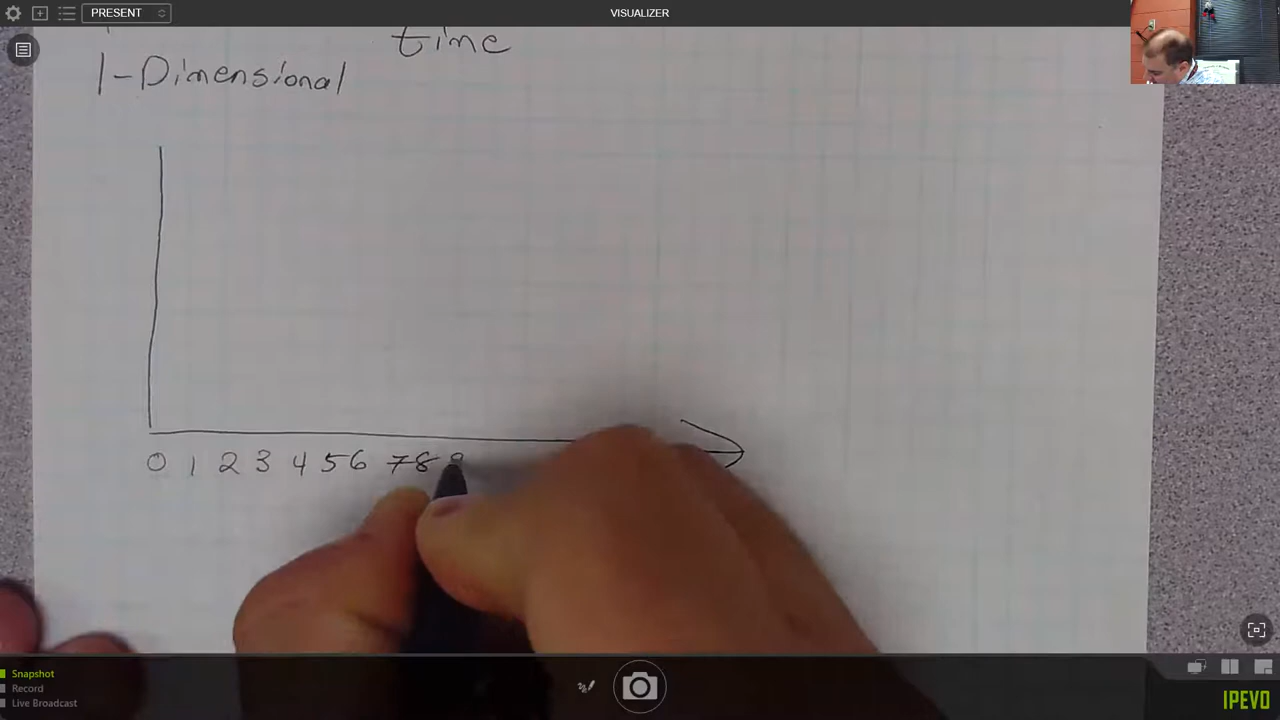 PRESENT
VISUALIZER
time
1-Dimensional
0 1 2 3 4 5 6 7 8
Snapshot
Record
Live Broadcast
IPEVO